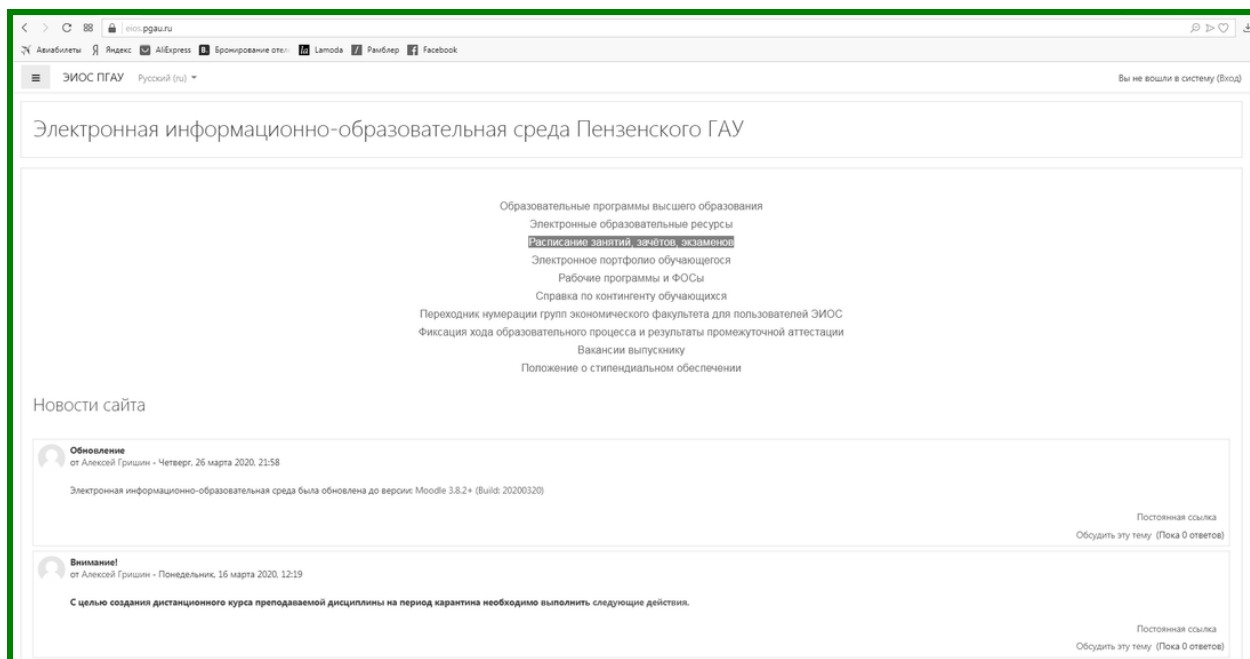 eios.pgau.ru
Авиабилеты Яндекс AliExpress Бронирование отел Lamoda Рамблер Facebook
ЭИОС ПГАУ Русский (ru) Вы не вошли в систему (Вход)
Электронная информационно-образовательная среда Пензенского ГАУ
Образовательные программы высшего образования
Электронные образовательные ресурсы
Расписание занятий, зачётов, экзаменов
Электронное портфолио обучающегося
Рабочие программы и ФОСы
Справка по контингенту обучающихся
Переходник нумерации групп экономического факультета для пользователей ЭИОС
Фиксация хода образовательного процесса и результаты промежуточной аттестации
Вакансии выпускнику
Положение о стипендиальном обеспечении
Новости сайта
Обновление
от Алексей Гришин - Четверг, 26 марта 2020, 21:58
Электронная информационно-образовательная среда была обновлена до версии: Moodle 3.8.2+ (Build: 20200320)
Постоянная ссылка
Обсудить эту тему (Пока 0 ответов)
Внимание!
от Алексей Гришин - Понедельник, 16 марта 2020, 12:19
С целью создания дистанционного курса преподаваемой дисциплины на период карантина необходимо выполнить следующие действия.
Постоянная ссылка
Обсудить эту тему (Пока 0 ответов)